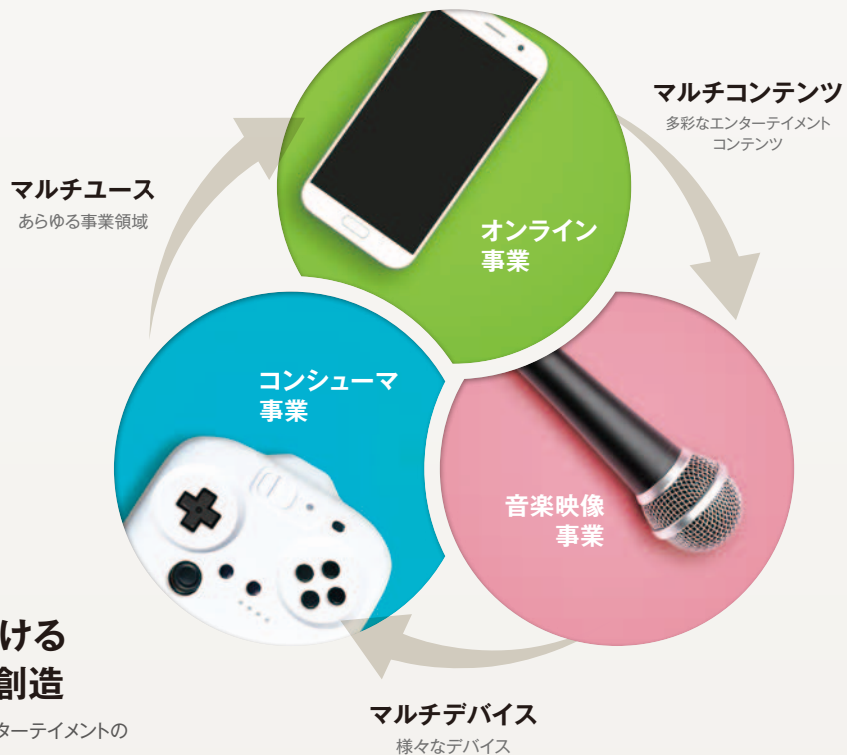 マルチコンテンツ
多彩なエンターテイメント
コンテンツ
マルチユース
あらゆる事業領域
オンライン
事業
コンシューマ
事業
音楽映像
事業
ける
創造
ターテイメントの
マルチデバイス
様々なデバイス